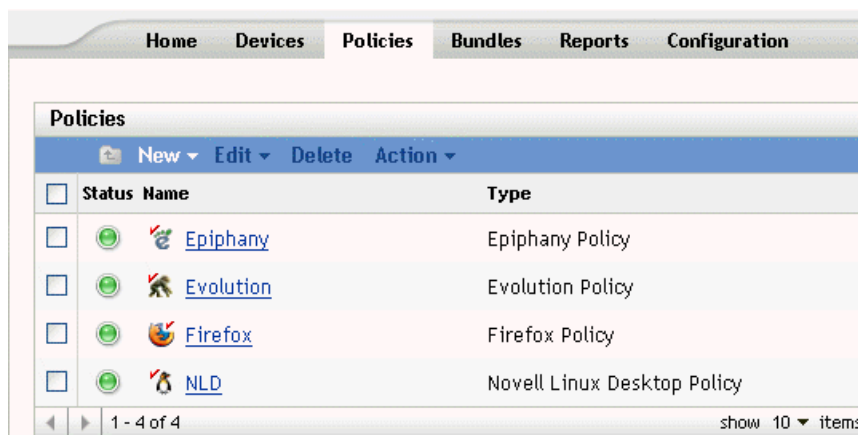 Home Devices Policies Bundles Reports Configuration
Policies
New Edit Delete Action
Status Name Type
Epiphany Epiphany Policy
Evolution Evolution Policy
Firefox Firefox Policy
NLD Novell Linux Desktop Policy
1 - 4 of 4 show 10 items